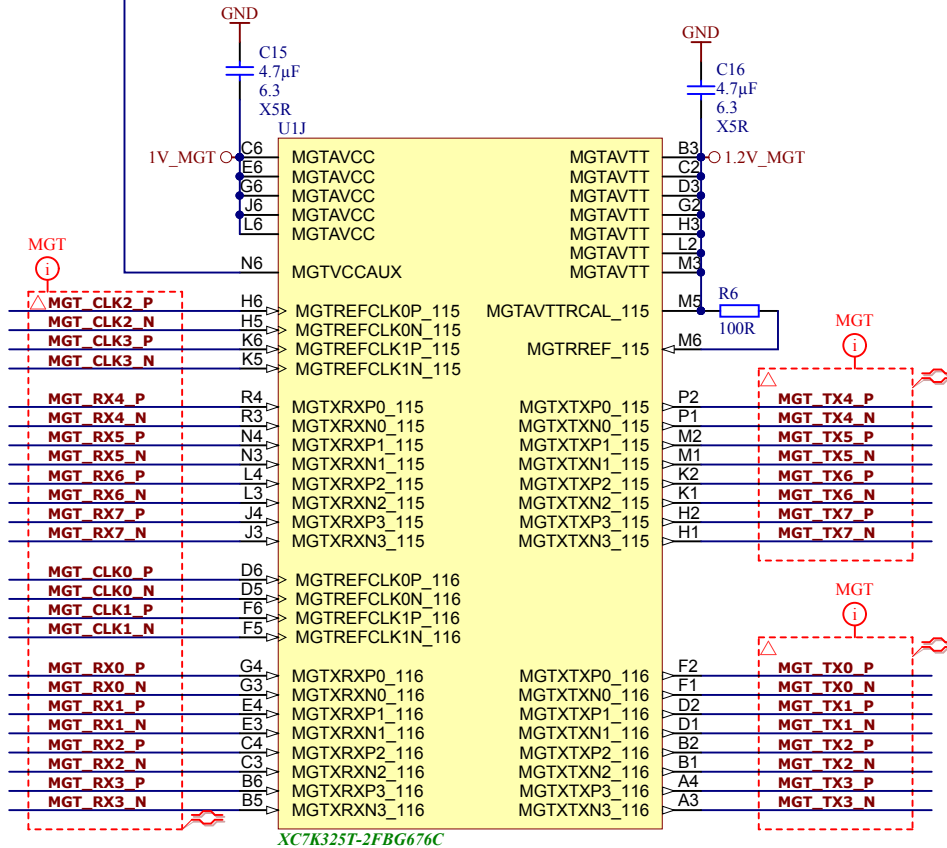 GND
C15
4.7µF
6.3
X5R
GND
C16
4.7µF
6.3
X5R
U1J
1V_MGT C6 MGTAVCC MGTAVTT B3 1.2V_MGT
E6 MGTAVCC MGTAVTT C2
G6 MGTAVCC MGTAVTT D3
J6 MGTAVCC MGTAVTT G2
L6 MGTAVCC MGTAVTT H3
MGTAVTT L2
MGT
i
N6 MGTVCCAUX MGTAVTT M3
MGT_CLK2_P H6 MGTREFCLK0P_115 MGTAVTTRCAL_115 M5 R6
100R
MGT_CLK2_N H5 MGTREFCLK0N_115
MGT_CLK3_P K6 MGTREFCLK1P_115 MGTRREF_115 M6
MGT_CLK3_N K5 MGTREFCLK1N_115
MGT
i
MGT_RX4_P R4 MGTXRXP0_115 MGTXTXP0_115 P2 MGT_TX4_P
MGT_RX4_N R3 MGTXRXN0_115 MGTXTXN0_115 P1 MGT_TX4_N
MGT_RX5_P N4 MGTXRXP1_115 MGTXTXP1_115 M2 MGT_TX5_P
MGT_RX5_N N3 MGTXRXN1_115 MGTXTXN1_115 M1 MGT_TX5_N
MGT_RX6_P L4 MGTXRXP2_115 MGTXTXP2_115 K2 MGT_TX6_P
MGT_RX6_N L3 MGTXRXN2_115 MGTXTXN2_115 K1 MGT_TX6_N
MGT_RX7_P J4 MGTXRXP3_115 MGTXTXP3_115 H2 MGT_TX7_P
MGT_RX7_N J3 MGTXRXN3_115 MGTXTXN3_115 H1 MGT_TX7_N
MGT_CLK0_P D6 MGTREFCLK0P_116
MGT_CLK0_N D5 MGTREFCLK0N_116
MGT_CLK1_P F6 MGTREFCLK1P_116
MGT_CLK1_N F5 MGTREFCLK1N_116
MGT
i
MGT_RX0_P G4 MGTXRXP0_116 MGTXTXP0_116 F2 MGT_TX0_P
MGT_RX0_N G3 MGTXRXN0_116 MGTXTXN0_116 F1 MGT_TX0_N
MGT_RX1_P E4 MGTXRXP1_116 MGTXTXP1_116 D2 MGT_TX1_P
MGT_RX1_N E3 MGTXRXN1_116 MGTXTXN1_116 D1 MGT_TX1_N
MGT_RX2_P C4 MGTXRXP2_116 MGTXTXP2_116 B2 MGT_TX2_P
MGT_RX2_N C3 MGTXRXN2_116 MGTXTXN2_116 B1 MGT_TX2_N
MGT_RX3_P B6 MGTXRXP3_116 MGTXTXP3_116 A4 MGT_TX3_P
MGT_RX3_N B5 MGTXRXN3_116 MGTXTXN3_116 A3 MGT_TX3_N
XC7K325T-2FBG676C